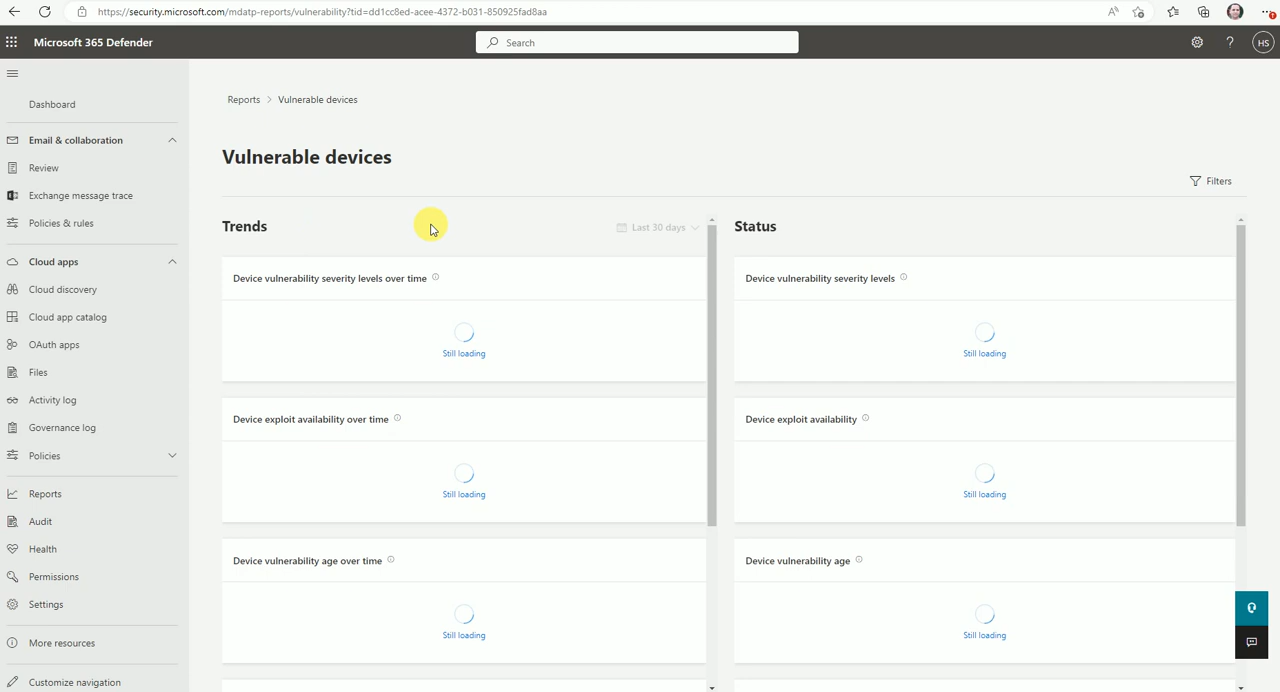 https://security.microsoft.com/mdatp-reports/vulnerability?tid=dd1cc8ed-acee-4372-b031-850925fad8aa
Microsoft 365 Defender
Search
HS
Dashboard
Email & collaboration
Review
Exchange message trace
Policies & rules
Cloud apps
Cloud discovery
Cloud app catalog
OAuth apps
Files
Activity log
Governance log
Policies
Reports
Audit
Health
Permissions
Settings
More resources
Customize navigation
Reports > Vulnerable devices
Vulnerable devices
Filters
Trends
Last 30 days
Device vulnerability severity levels over time
Still loading
Device exploit availability over time
Still loading
Device vulnerability age over time
Still loading
Status
Device vulnerability severity levels
Still loading
Device exploit availability
Still loading
Device vulnerability age
Still loading